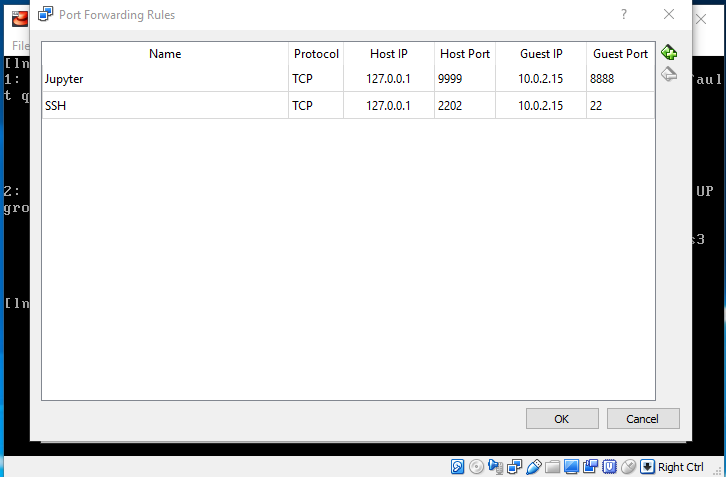 Port Forwarding Rules
?
File
[ln
Name Protocol Host IP Host Port Guest IP Guest Port
1:
Jupyter TCP 127.0.0.1 9999 10.0.2.15 8888
faul
t q
SSH TCP 127.0.0.1 2202 10.0.2.15 22
2:
UP
gro
s3
[ln
OK Cancel
Right Ctrl